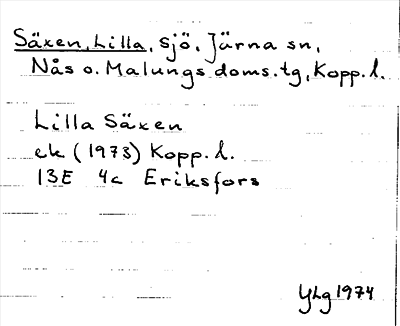 Säxen, Lilla, sjö, Järna sn,
Nås o. Malungs doms.tg, Kopp. l.
Lilla Säxen
ek (1973) Kopp. l.
13E 4c Eriksfors
YLg 1974